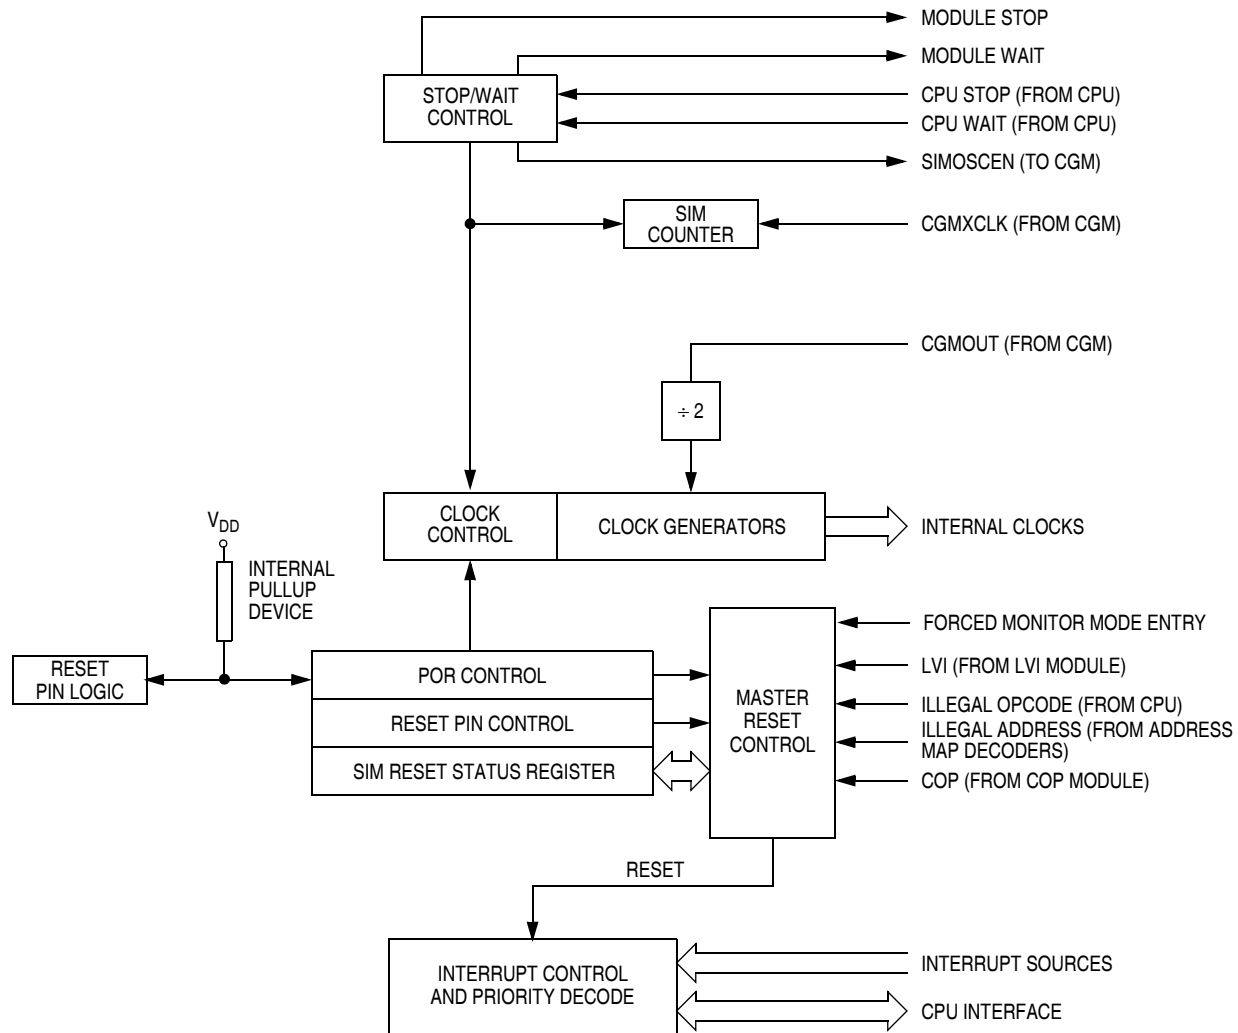 MODULE STOP
MODULE WAIT
STOP/WAIT
CONTROL
CPU STOP (FROM CPU)
CPU WAIT (FROM CPU)
SIMOSCEN (TO CGM)
SIM
COUNTER
CGMXCLK (FROM CGM)
CGMOUT (FROM CGM)
÷ 2
CLOCK
CONTROL
CLOCK GENERATORS
INTERNAL CLOCKS
VDD
INTERNAL
PULLUP
DEVICE
RESET
PIN LOGIC
POR CONTROL
RESET PIN CONTROL
SIM RESET STATUS REGISTER
MASTER
RESET
CONTROL
FORCED MONITOR MODE ENTRY
LVI (FROM LVI MODULE)
ILLEGAL OPCODE (FROM CPU)
ILLEGAL ADDRESS (FROM ADDRESS
MAP DECODERS)
COP (FROM COP MODULE)
RESET
INTERRUPT CONTROL
AND PRIORITY DECODE
INTERRUPT SOURCES
CPU INTERFACE